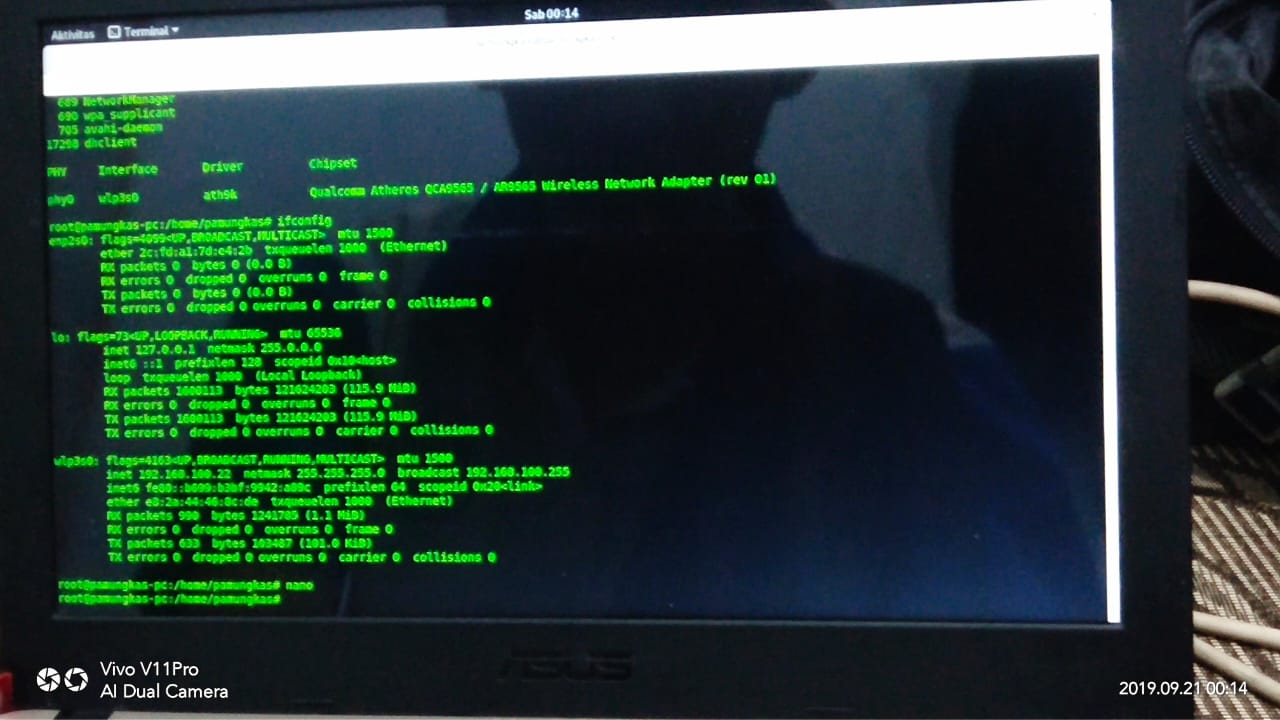 Sab 00:14
Aktivitas Terminal
689 NetworkManager
690 wpa_supplicant
705 avahi-daemon
17298 dhclient
PHY Interface Driver Chipset
phy0 wlp3s0 ath9k Qualcomm Atheros QCA9565 / AR9565 Wireless Network Adapter (rev 01)
root@pamungkas-pc:/home/pamungkas# ifconfig
enp2s0: flags=4099<UP,BROADCAST,MULTICAST> mtu 1500
ether 2c:fd:a1:7d:e4:2b txqueuelen 1000 (Ethernet)
RX packets 0 bytes 0 (0.0 B)
RX errors 0 dropped 0 overruns 0 frame 0
TX packets 0 bytes 0 (0.0 B)
TX errors 0 dropped 0 overruns 0 carrier 0 collisions 0
lo: flags=73<UP,LOOPBACK,RUNNING> mtu 65536
inet 127.0.0.1 netmask 255.0.0.0
inet6 ::1 prefixlen 128 scopeid 0x10<host>
loop txqueuelen 1000 (Local Loopback)
RX packets 1600113 bytes 121624203 (115.9 MiB)
RX errors 0 dropped 0 overruns 0 frame 0
TX packets 1600113 bytes 121624203 (115.9 MiB)
TX errors 0 dropped 0 overruns 0 carrier 0 collisions 0
wlp3s0: flags=4163<UP,BROADCAST,RUNNING,MULTICAST> mtu 1500
inet 192.168.100.22 netmask 255.255.255.0 broadcast 192.168.100.255
inet6 fe80::b699:b3bf:9942:a89c prefixlen 64 scopeid 0x20<link>
ether e8:2a:44:46:8c:de txqueuelen 1000 (Ethernet)
RX packets 990 bytes 1241705 (1.1 MiB)
RX errors 0 dropped 0 overruns 0 frame 0
TX packets 633 bytes 103487 (101.0 KiB)
TX errors 0 dropped 0 overruns 0 carrier 0 collisions 0
root@pamungkas-pc:/home/pamungkas# nano
root@pamungkas-pc:/home/pamungkas#
ASUS
Vivo V11Pro
AI Dual Camera
2019.09.21 00:14